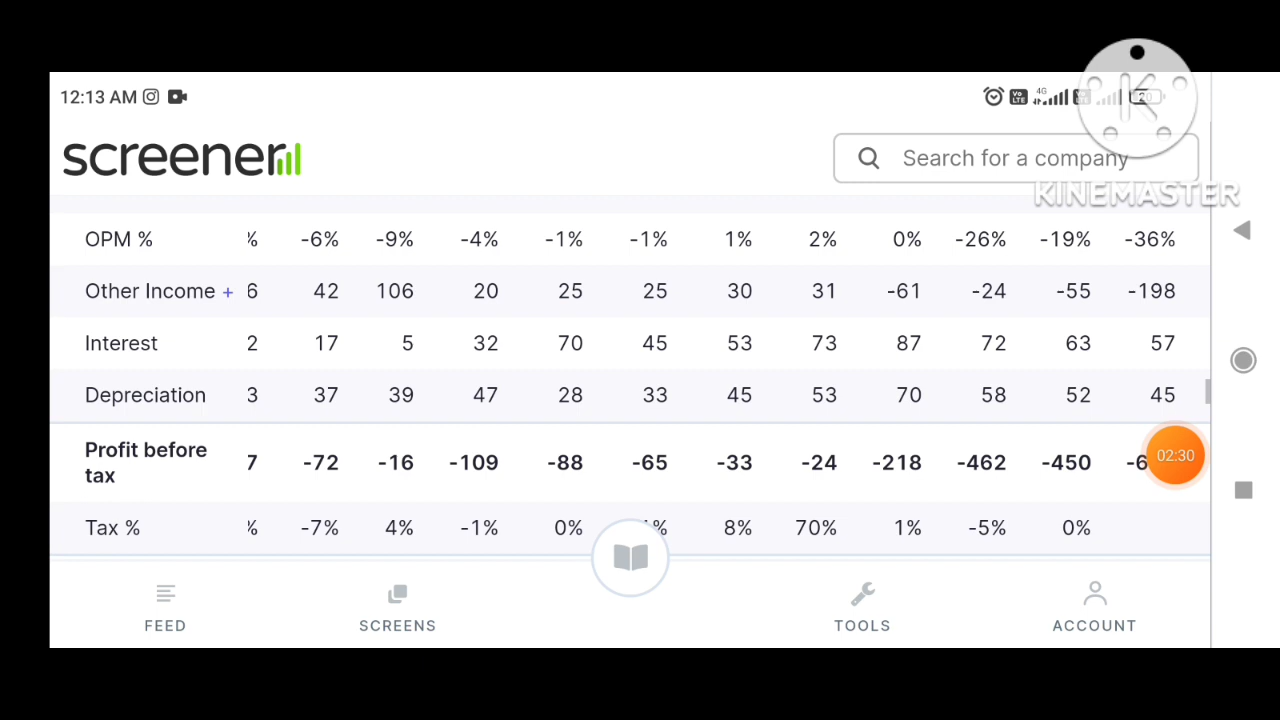 12:13 AM
4G
20
screener
Search for a company
KINEMASTER
OPM % % -6% -9% -4% -1% -1% 1% 2% 0% -26% -19% -36%
Other Income + 6 42 106 20 25 25 30 31 -61 -24 -55 -198
Interest 2 17 5 32 70 45 53 73 87 72 63 57
Depreciation 3 37 39 47 28 33 45 53 70 58 52 45
Profit before
tax 7 -72 -16 -109 -88 -65 -33 -24 -218 -462 -450 -6
02:30
Tax % % -7% 4% -1% 0% % 8% 70% 1% -5% 0%
FEED SCREENS TOOLS ACCOUNT